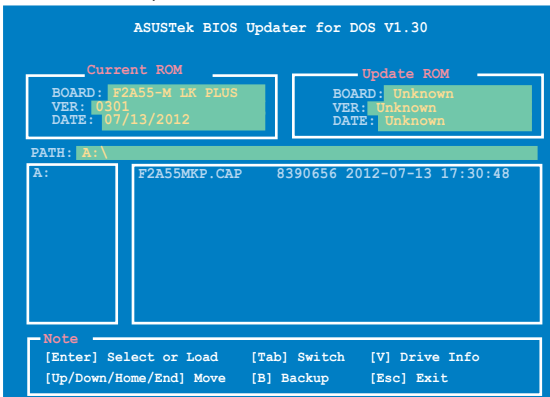 ASUSTek BIOS Updater for DOS V1.30
Current ROM
BOARD: F2A55-M LK PLUS
VER: 0301
DATE: 07/13/2012
Update ROM
BOARD: Unknown
VER: Unknown
DATE: Unknown
PATH: A:\
A:
F2A55MKP.CAP 8390656 2012-07-13 17:30:48
Note
[Enter] Select or Load [Tab] Switch [V] Drive Info
[Up/Down/Home/End] Move [B] Backup [Esc] Exit